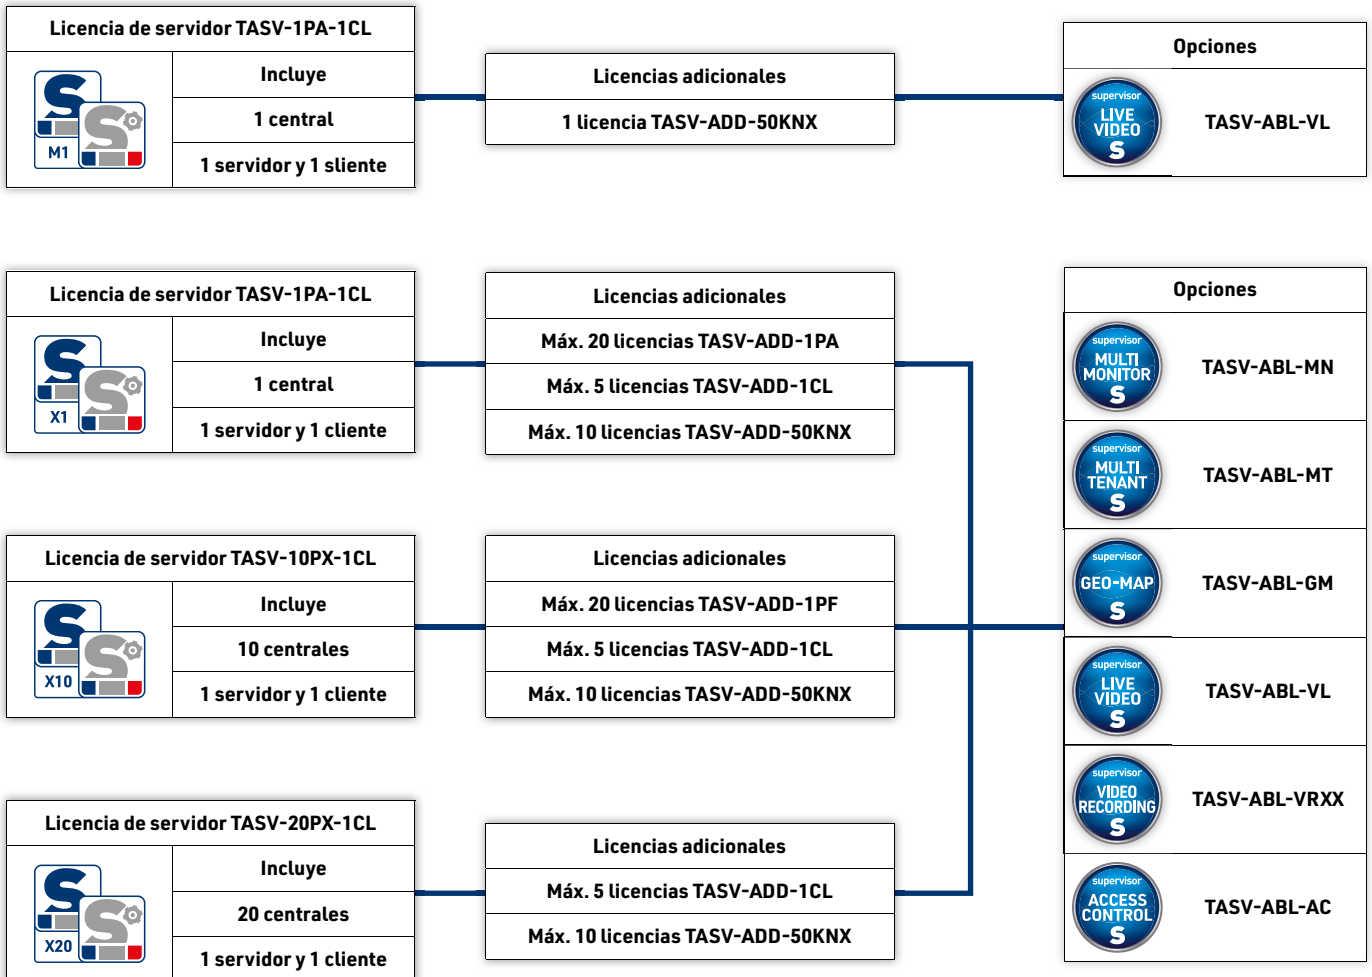 Licencia de servidor TASV-1PA-1CL
S
S
M1
Incluye
1 central
1 servidor y 1 sliente
Licencias adicionales
1 licencia TASV-ADD-50KNX
Opciones
supervisor
LIVE
VIDEO
S
TASV-ABL-VL
Licencia de servidor TASV-1PA-1CL
S
S
X1
Incluye
1 central
1 servidor y 1 cliente
Licencias adicionales
Máx. 20 licencias TASV-ADD-1PA
Máx. 5 licencias TASV-ADD-1CL
Máx. 10 licencias TASV-ADD-50KNX
Licencia de servidor TASV-10PX-1CL
S
S
X10
Incluye
10 centrales
1 servidor y 1 cliente
Licencias adicionales
Máx. 20 licencias TASV-ADD-1PF
Máx. 5 licencias TASV-ADD-1CL
Máx. 10 licencias TASV-ADD-50KNX
Licencia de servidor TASV-20PX-1CL
S
S
X20
Incluye
20 centrales
1 servidor y 1 cliente
Licencias adicionales
Máx. 5 licencias TASV-ADD-1CL
Máx. 10 licencias TASV-ADD-50KNX
Opciones
supervisor
MULTI
MONITOR
S
TASV-ABL-MN
supervisor
MULTI
TENANT
S
TASV-ABL-MT
supervisor
GEO-MAP
S
TASV-ABL-GM
supervisor
LIVE
VIDEO
S
TASV-ABL-VL
supervisor
VIDEO
RECORDING
S
TASV-ABL-VRXX
supervisor
ACCESS
CONTROL
S
TASV-ABL-AC